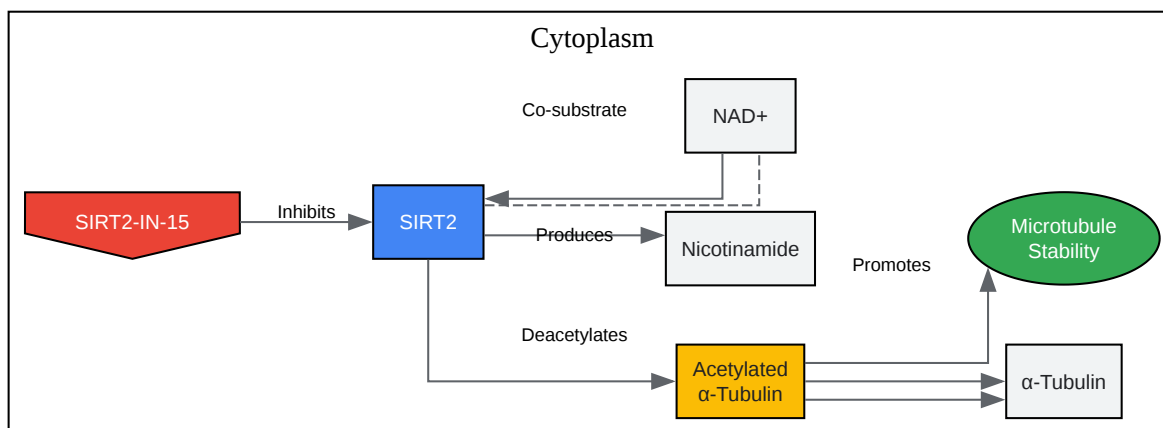 Cytoplasm
Co-substrate
NAD+
SIRT2-IN-15
Inhibits
SIRT2
Produces
Nicotinamide
Microtubule
Stability
Promotes
Deacetylates
Acetylated
α-Tubulin
α-Tubulin